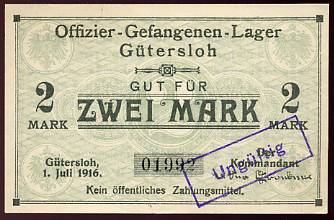 Offizier-Gefangenen-Lager
Gütersloh
GUT FÜR
2 ZWEI MARK 2
MARK MARK
Gütersloh,
1. Juli 1916.
01992
Der
Kommandant
Ungültig
Kein öffentliches Zahlungsmittel.